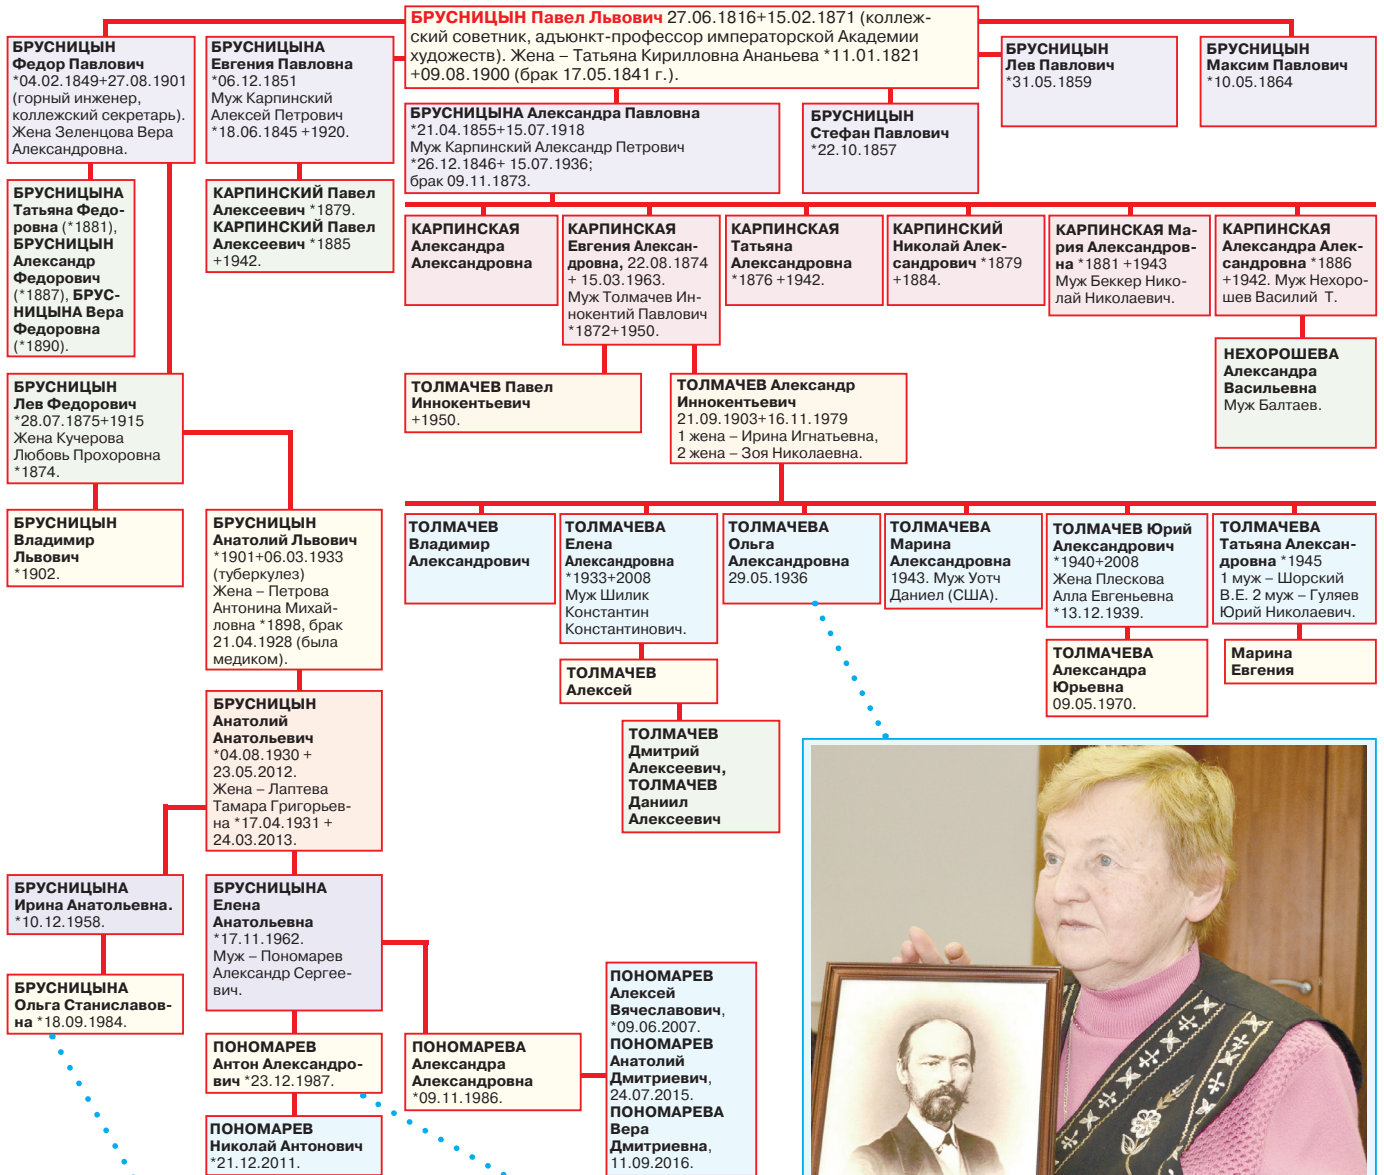 БРУСНИЦЫН Павел Львович 27.06.1816+15.02.1871 (коллеж-
ский советник, адъюнкт-профессор императорской Академии
художеств). Жена – Татьяна Кирилловна Ананьева *11.01.1821
+09.08.1900 (брак 17.05.1841 г.).
БРУСНИЦЫН
Федор Павлович
*04.02.1849+27.08.1901
(горный инженер,
коллежский секретарь).
Жена Зеленцова Вера
Александровна.
БРУСНИЦЫНА
Евгения Павловна
*06.12.1851
Муж Карпинский
Алексей Петрович
*18.06.1845 +1920.
БРУСНИЦЫНА Александра Павловна
*21.04.1855+15.07.1918
Муж Карпинский Александр Петрович
*26.12.1846+ 15.07.1936;
брак 09.11.1873.
БРУСНИЦЫН
Стефан Павлович
*22.10.1857
БРУСНИЦЫН
Лев Павлович
*31.05.1859
БРУСНИЦЫН
Максим Павлович
*10.05.1864
БРУСНИЦЫНА
Татьяна Федо-
ровна (*1881),
БРУСНИЦЫН
Александр
Федорович
(*1887), БРУС-
НИЦЫНА Вера
Федоровна
(*1890).
КАРПИНСКИЙ Павел
Алексеевич *1879.
КАРПИНСКИЙ Павел
Алексеевич *1885
+1942.
КАРПИНСКАЯ
Александра
Александровна
КАРПИНСКАЯ
Евгения Алексан-
дровна, 22.08.1874
+ 15.03.1963.
Муж Толмачев Ин-
нокентий Павлович
*1872+1950.
КАРПИНСКАЯ
Татьяна
Александровна
*1876 +1942.
КАРПИНСКИЙ
Николай Алек-
сандрович *1879
+1884.
КАРПИНСКАЯ Ма-
рия Александров-
на *1881 +1943
Муж Беккер Нико-
лай Николаевич.
КАРПИНСКАЯ
Александра Алек-
сандровна *1886
+1942. Муж Нехоро-
шев Василий Т.
БРУСНИЦЫН
Лев Федорович
*28.07.1875+1915
Жена Кучерова
Любовь Прохоровна
*1874.
ТОЛМАЧЕВ Павел
Иннокентьевич
+1950.
ТОЛМАЧЕВ Александр
Иннокентьевич
21.09.1903+16.11.1979
1 жена – Ирина Игнатьевна,
2 жена – Зоя Николаевна.
НЕХОРОШЕВА
Александра
Васильевна
Муж Балтаев.
БРУСНИЦЫН
Владимир
Львович
*1902.
БРУСНИЦЫН
Анатолий Львович
*1901+06.03.1933
(туберкулез)
Жена – Петрова
Антонина Михай-
ловна *1898, брак
21.04.1928 (была
медиком).
ТОЛМАЧЕВ
Владимир
Александрович
ТОЛМАЧЕВА
Елена
Александровна
*1933+2008
Муж Шилик
Константин
Константинович.
ТОЛМАЧЕВА
Ольга
Александровна
29.05.1936
ТОЛМАЧЕВА
Марина
Александровна
1943. Муж Уотч
Даниел (США).
ТОЛМАЧЕВ Юрий
Александрович
*1940+2008
Жена Плескова
Алла Евгеньевна
*13.12.1939.
ТОЛМАЧЕВА
Татьяна Алексан-
дровна *1945
1 муж – Шорский
В.Е. 2 муж – Гуляев
Юрий Николаевич.
ТОЛМАЧЕВ
Алексей
ТОЛМАЧЕВА
Александра
Юрьевна
09.05.1970.
Марина
Евгения
ТОЛМАЧЕВ
Дмитрий
Алексеевич,
ТОЛМАЧЕВ
Даниил
Алексеевич
БРУСНИЦЫН
Анатолий
Анатольевич
*04.08.1930 +
23.05.2012.
Жена – Лаптева
Тамара Григорьев-
на *17.04.1931 +
24.03.2013.
БРУСНИЦЫНА
Ирина Анатольевна.
*10.12.1958.
БРУСНИЦЫНА
Елена
Анатольевна
*17.11.1962.
Муж – Пономарев
Александр Сергее-
вич.
БРУСНИЦЫНА
Ольга Станиславов-
на *18.09.1984.
ПОНОМАРЕВ
Антон Александро-
вич *23.12.1987.
ПОНОМАРЕВА
Александра
Александровна
*09.11.1986.
ПОНОМАРЕВ
Алексей
Вячеславович,
*09.06.2007.
ПОНОМАРЕВ
Анатолий
Дмитриевич,
24.07.2015.
ПОНОМАРЕВА
Вера
Дмитриевна,
11.09.2016.
ПОНОМАРЕВ
Николай Антонович
*21.12.2011.